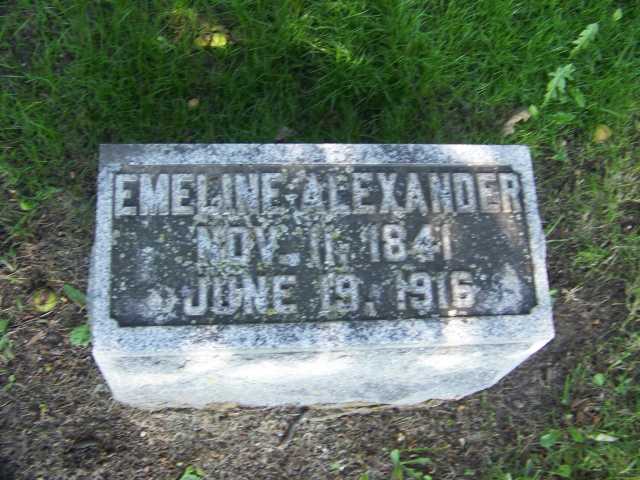 EMELINE ALEXANDER
NOV. 11, 1841
JUNE 19, 1916